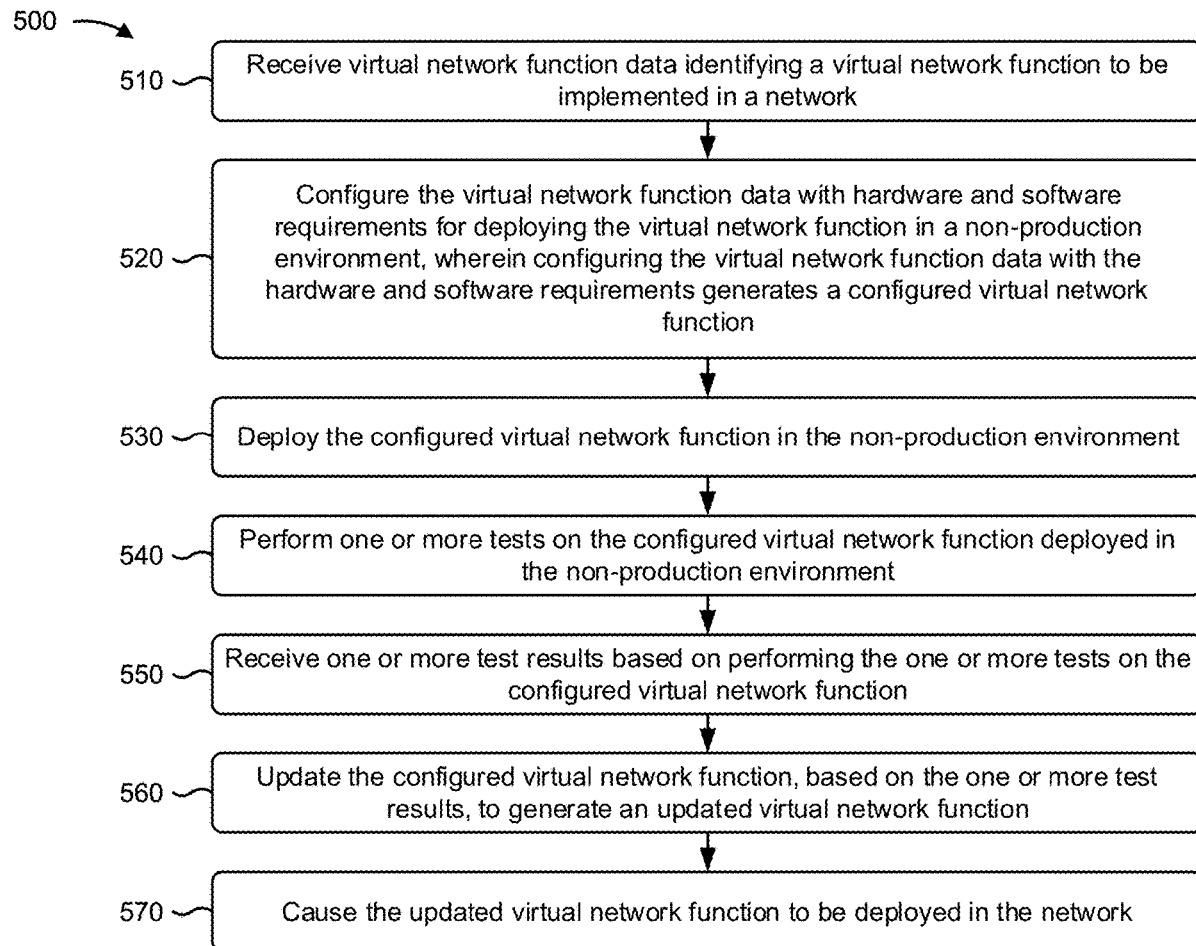 500
510
Receive virtual network function data identifying a virtual network function to be
implemented in a network
520
Configure the virtual network function data with hardware and software
requirements for deploying the virtual network function in a non-production
environment, wherein configuring the virtual network function data with the
hardware and software requirements generates a configured virtual network
function
530
Deploy the configured virtual network function in the non-production environment
540
Perform one or more tests on the configured virtual network function deployed in
the non-production environment
550
Receive one or more test results based on performing the one or more tests on the
configured virtual network function
560
Update the configured virtual network function, based on the one or more test
results, to generate an updated virtual network function
570
Cause the updated virtual network function to be deployed in the network